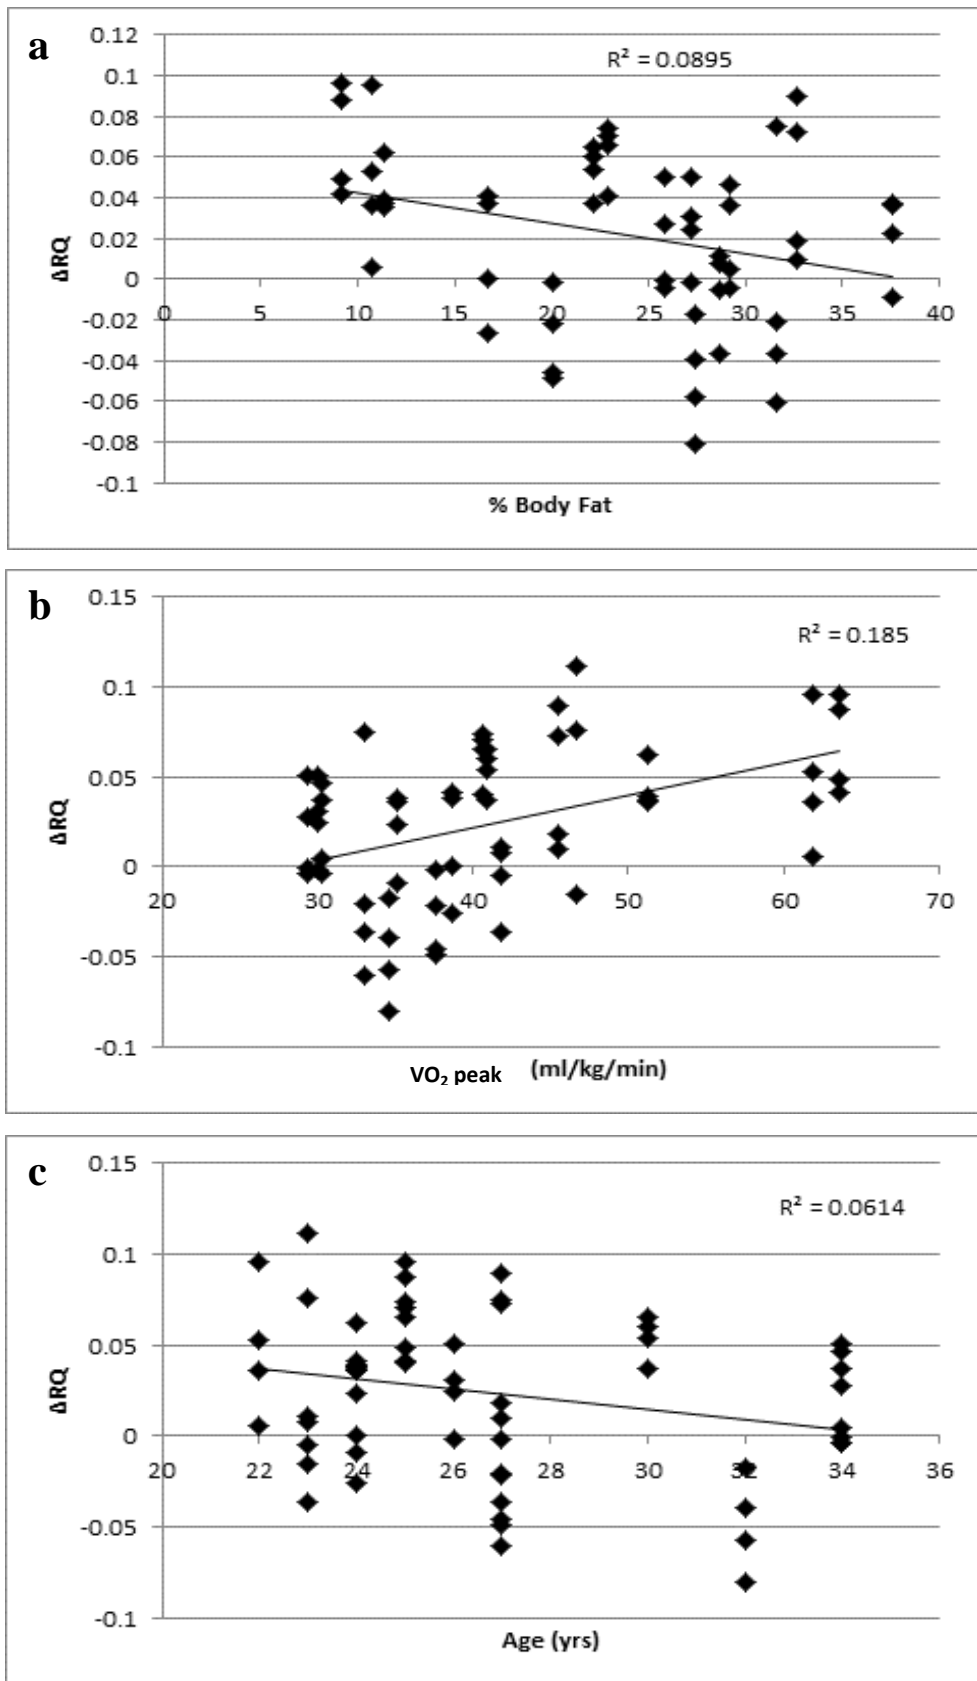 a
R² = 0.0895
0.12
0.1
0.08
0.06
0.04
0.02
0
-0.02
-0.04
-0.06
-0.08
-0.1
0 5 10 15 20 25 30 35 40
ΔRQ
% Body Fat
b
R² = 0.185
0.15
0.1
0.05
0
-0.05
-0.1
20 30 40 50 60 70
ΔRQ
VO₂ peak (ml/kg/min)
c
R² = 0.0614
0.15
0.1
0.05
0
-0.05
-0.1
20 22 24 26 28 30 32 34 36
ΔRQ
Age (yrs)